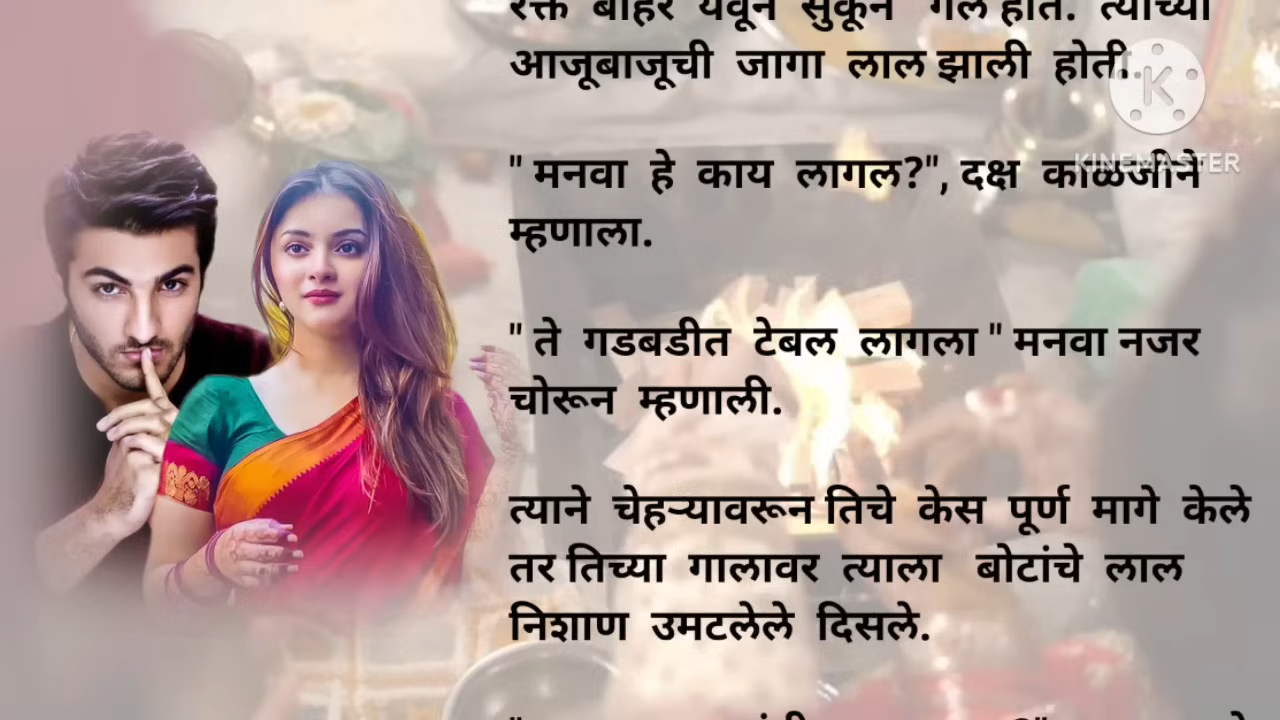 रक्त बाहेर येवून सुकून गेले होते. त्याच्या
आजूबाजूची जागा लाल झाली होती.
" मनवा हे काय लागल?", दक्ष काळजीने
म्हणाला.
" ते गडबडीत टेबल लागला " मनवा नजर
चोरून म्हणाली.
त्याने चेहऱ्यावरून तिचे केस पूर्ण मागे केले
तर तिच्या गालावर त्याला बोटांचे लाल
निशाण उमटलेले दिसले.
K
KINEMASTER